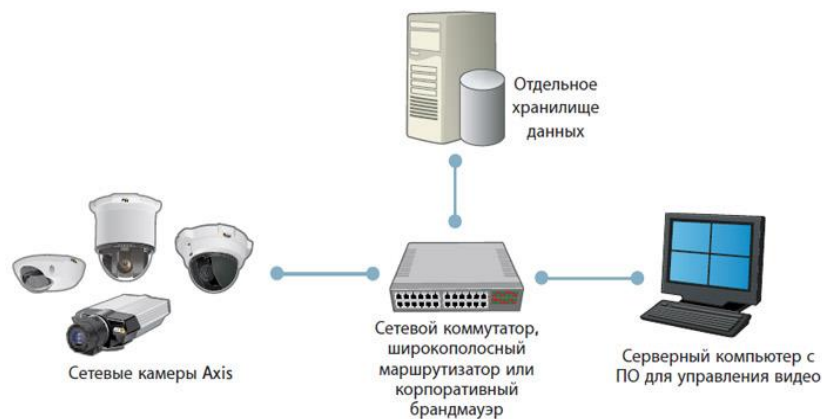 Отдельное
хранилище
данных
Сетевые камеры Axis
Сетевой коммутатор,
широкополосный
маршрутизатор или
корпоративный
брандмауэр
Серверный компьютер с
ПО для управления видео